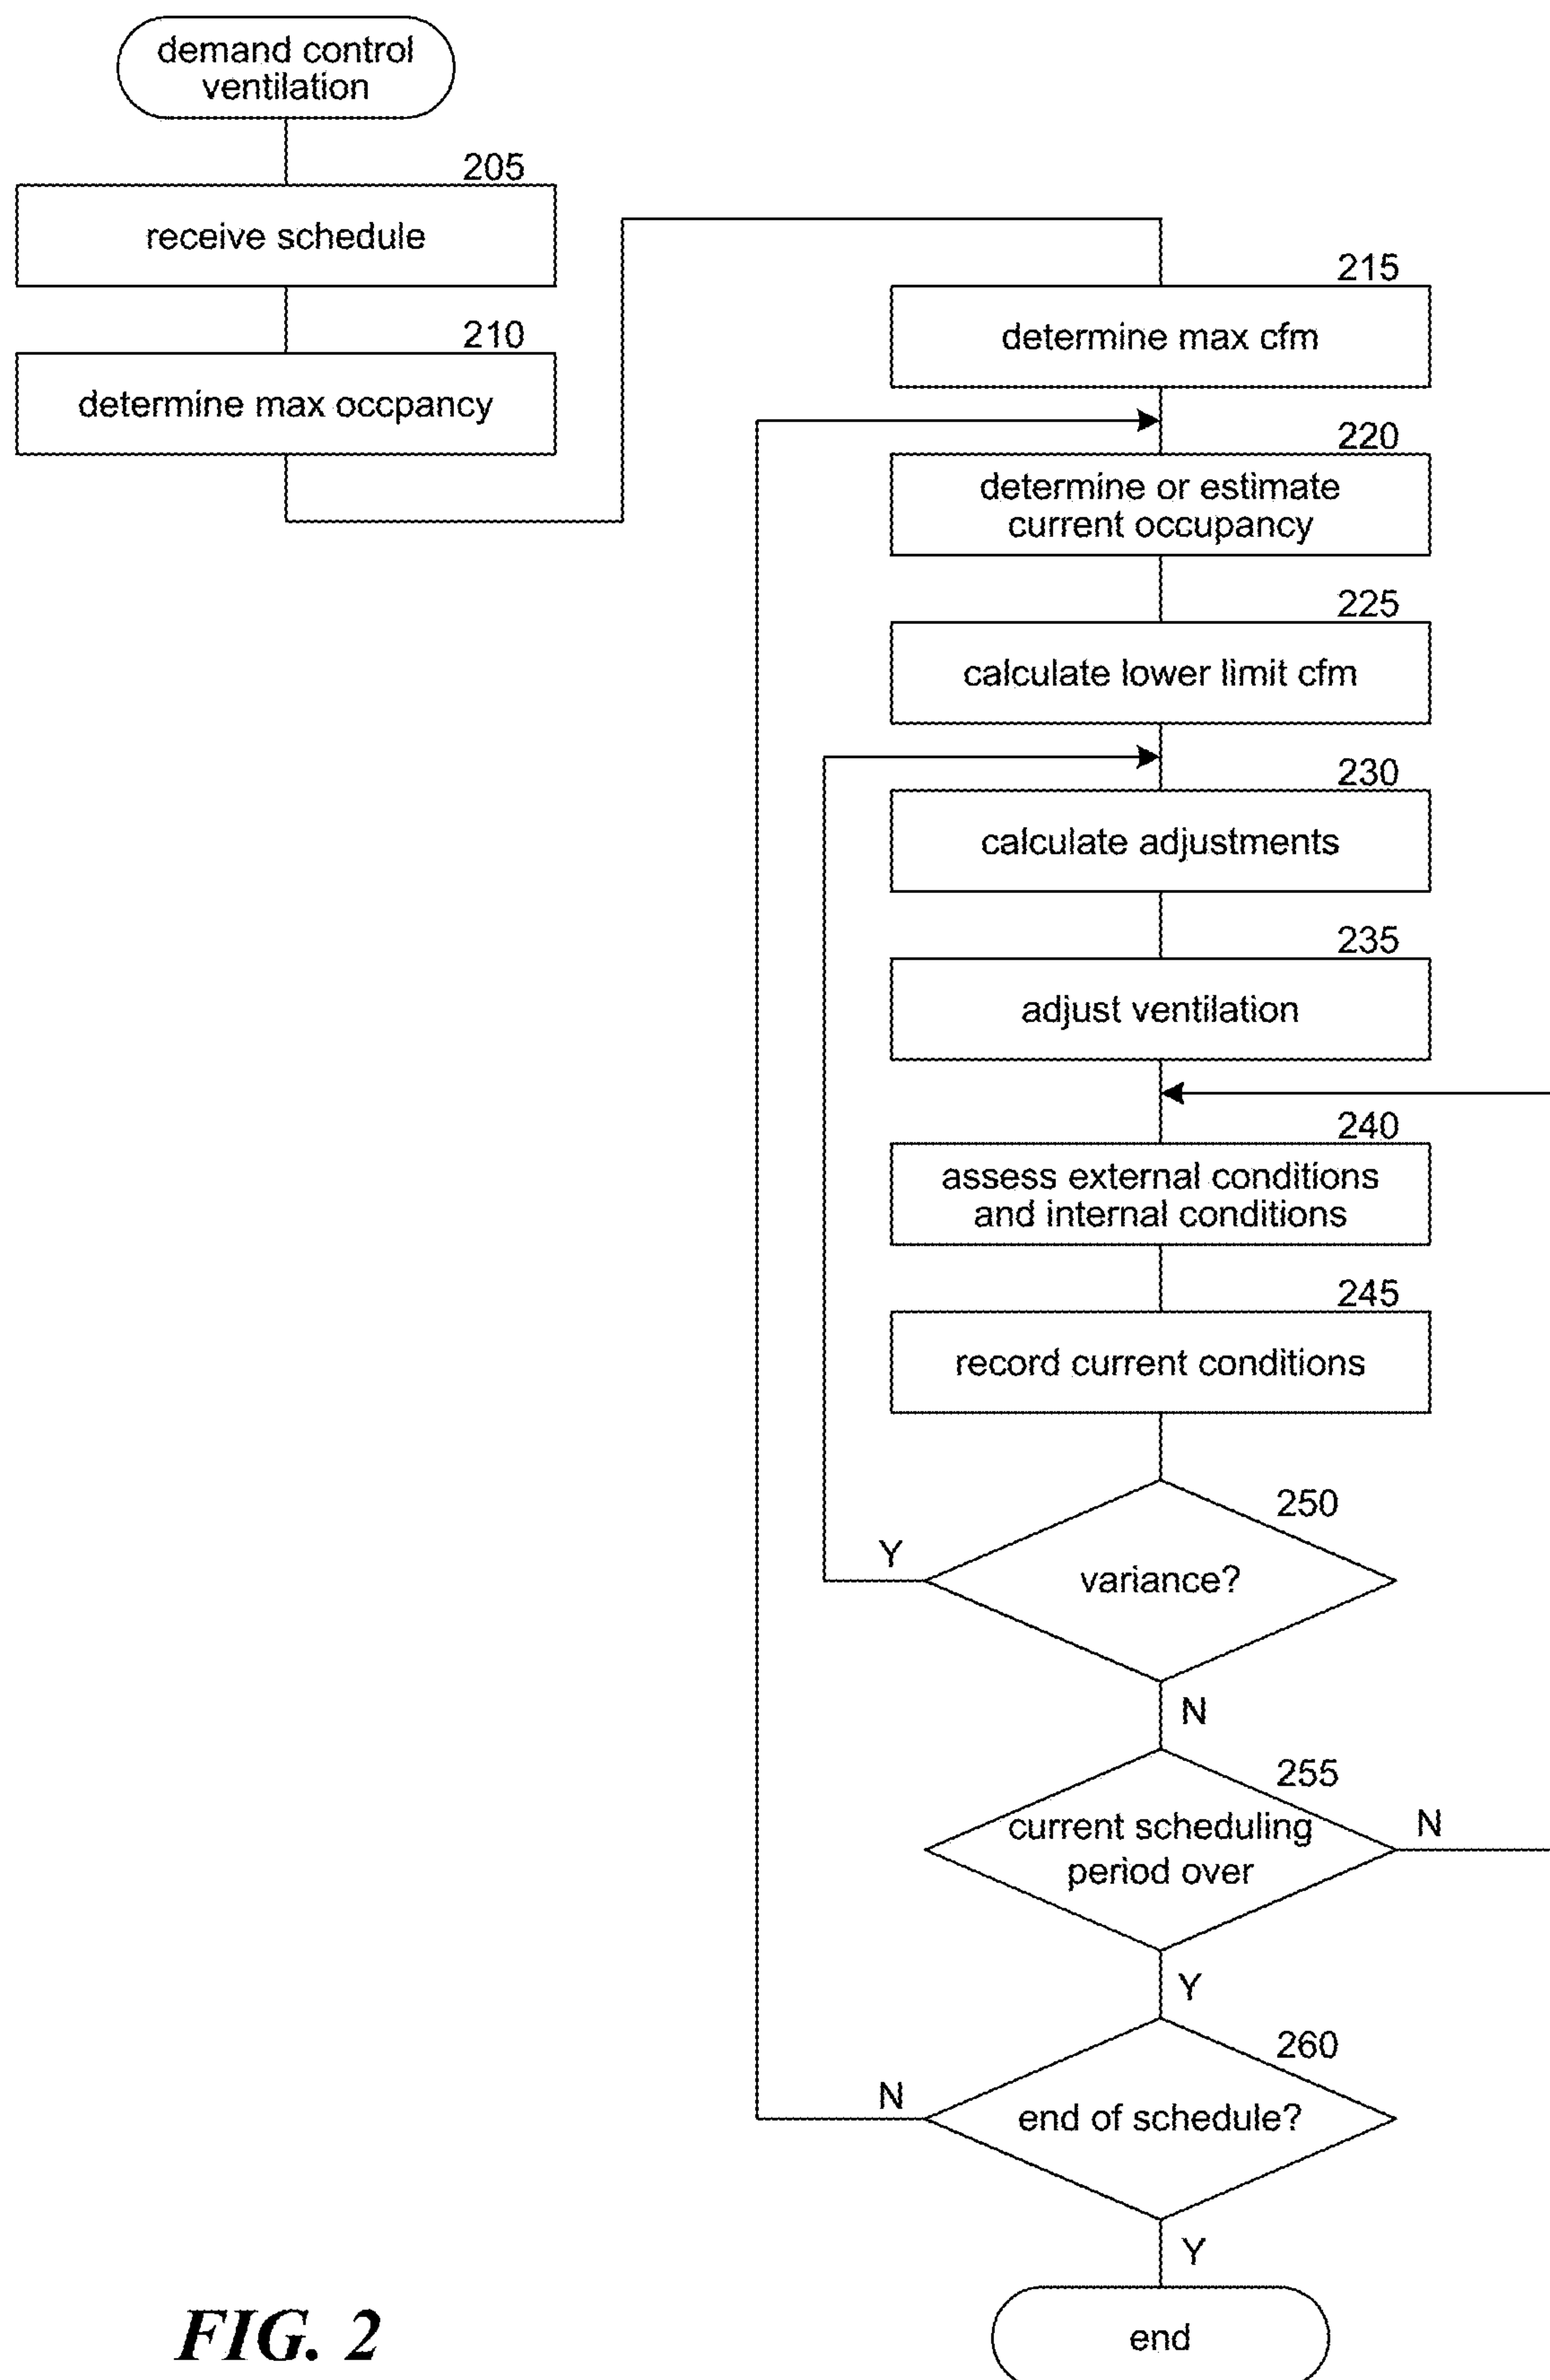 demand control
ventilation
205
receive schedule
210
determine max occpancy
215
determine max cfm
220
determine or estimate
current occupancy
225
calculate lower limit cfm
230
calculate adjustments
235
adjust ventilation
240
assess external conditions
and internal conditions
245
record current conditions
250
Y
variance?
N
255
current scheduling
period over
N
Y
260
N
end of schedule?
Y
end
FIG. 2